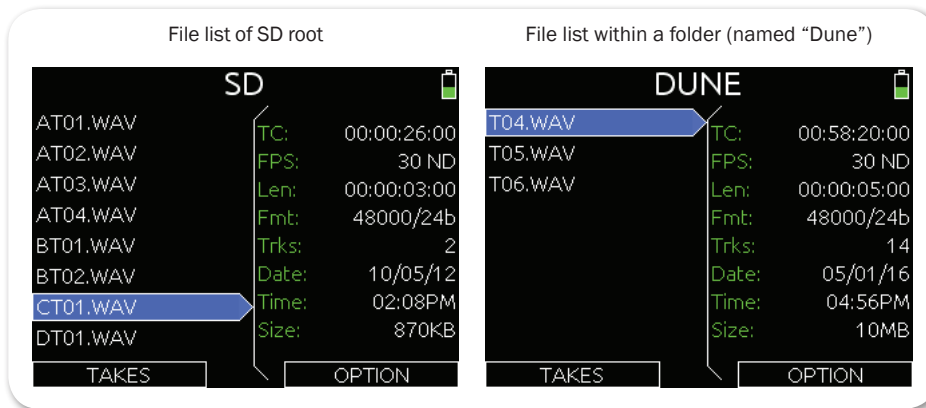 File list of SD root
SD
AT01.WAV
AT02.WAV
AT03.WAV
AT04.WAV
BT01.WAV
BT02.WAV
CT01.WAV
DT01.WAV
TC: 00:00:26:00
FPS: 30 ND
Len: 00:00:03:00
Fmt: 48000/24b
Trks: 2
Date: 10/05/12
Time: 02:08PM
Size: 870KB
TAKES
OPTION
File list within a folder (named “Dune”)
DUNE
T04.WAV
T05.WAV
T06.WAV
TC: 00:58:20:00
FPS: 30 ND
Len: 00:00:05:00
Fmt: 48000/24b
Trks: 14
Date: 05/01/16
Time: 04:56PM
Size: 10MB
TAKES
OPTION